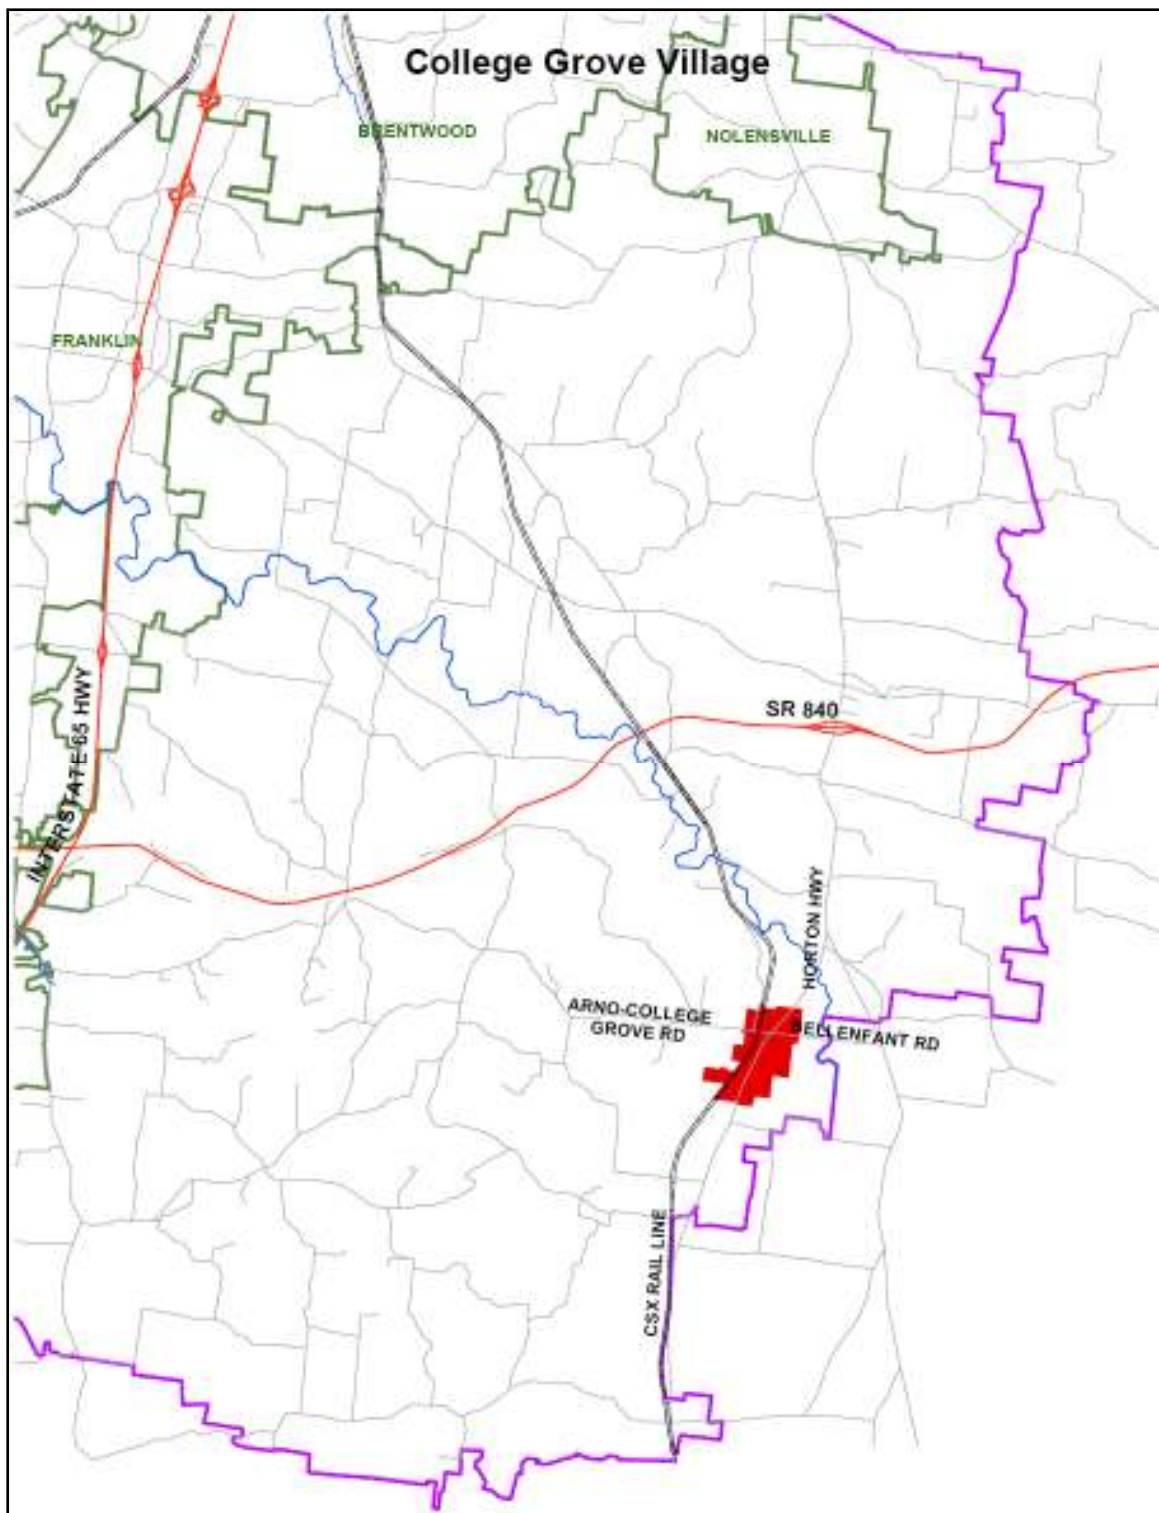 College Grove Village
BRENTWOOD
NOLENSVILLE
FRANKLIN
INTERSTATE 65 HWY
SR 840
HORTON HWY
ARNO-COLLEGE
GROVE RD
BELLENFANT RD
CSX RAIL LINE